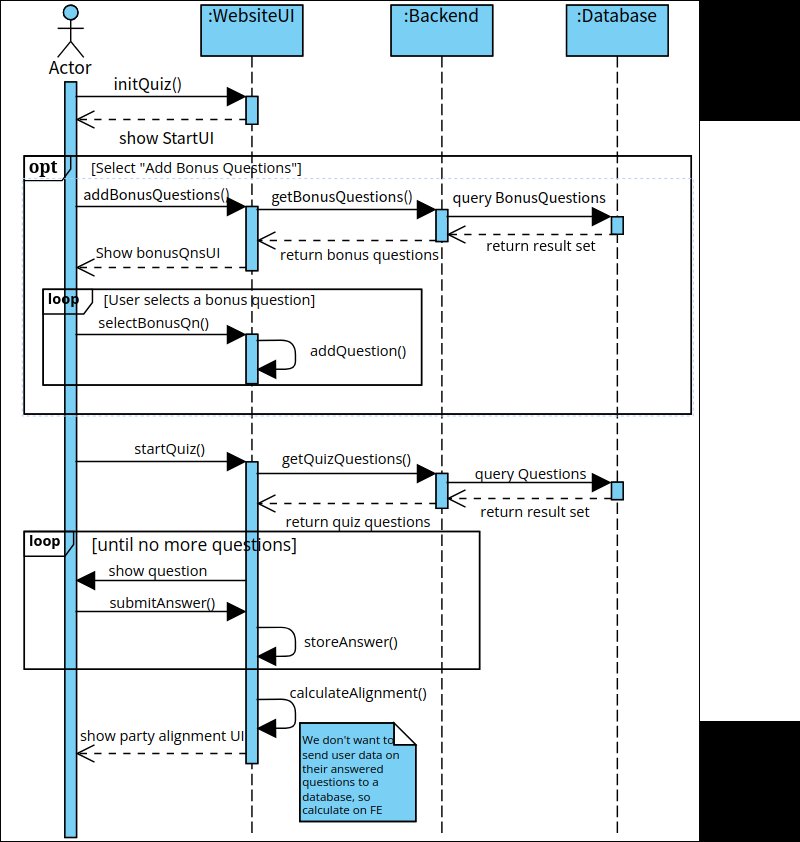 :WebsiteUI
:Backend
:Database
Actor
initQuiz()
show StartUI
opt
[Select "Add Bonus Questions"]
addBonusQuestions()
getBonusQuestions()
query BonusQuestions
return result set
Show bonusQnsUI
return bonus questions
loop
[User selects a bonus question]
selectBonusQn()
addQuestion()
startQuiz()
getQuizQuestions()
query Questions
return result set
return quiz questions
loop
[until no more questions]
show question
submitAnswer()
storeAnswer()
calculateAlignment()
show party alignment UI
We don't want to
send user data on
their answered
questions to a
database, so
calculate on FE